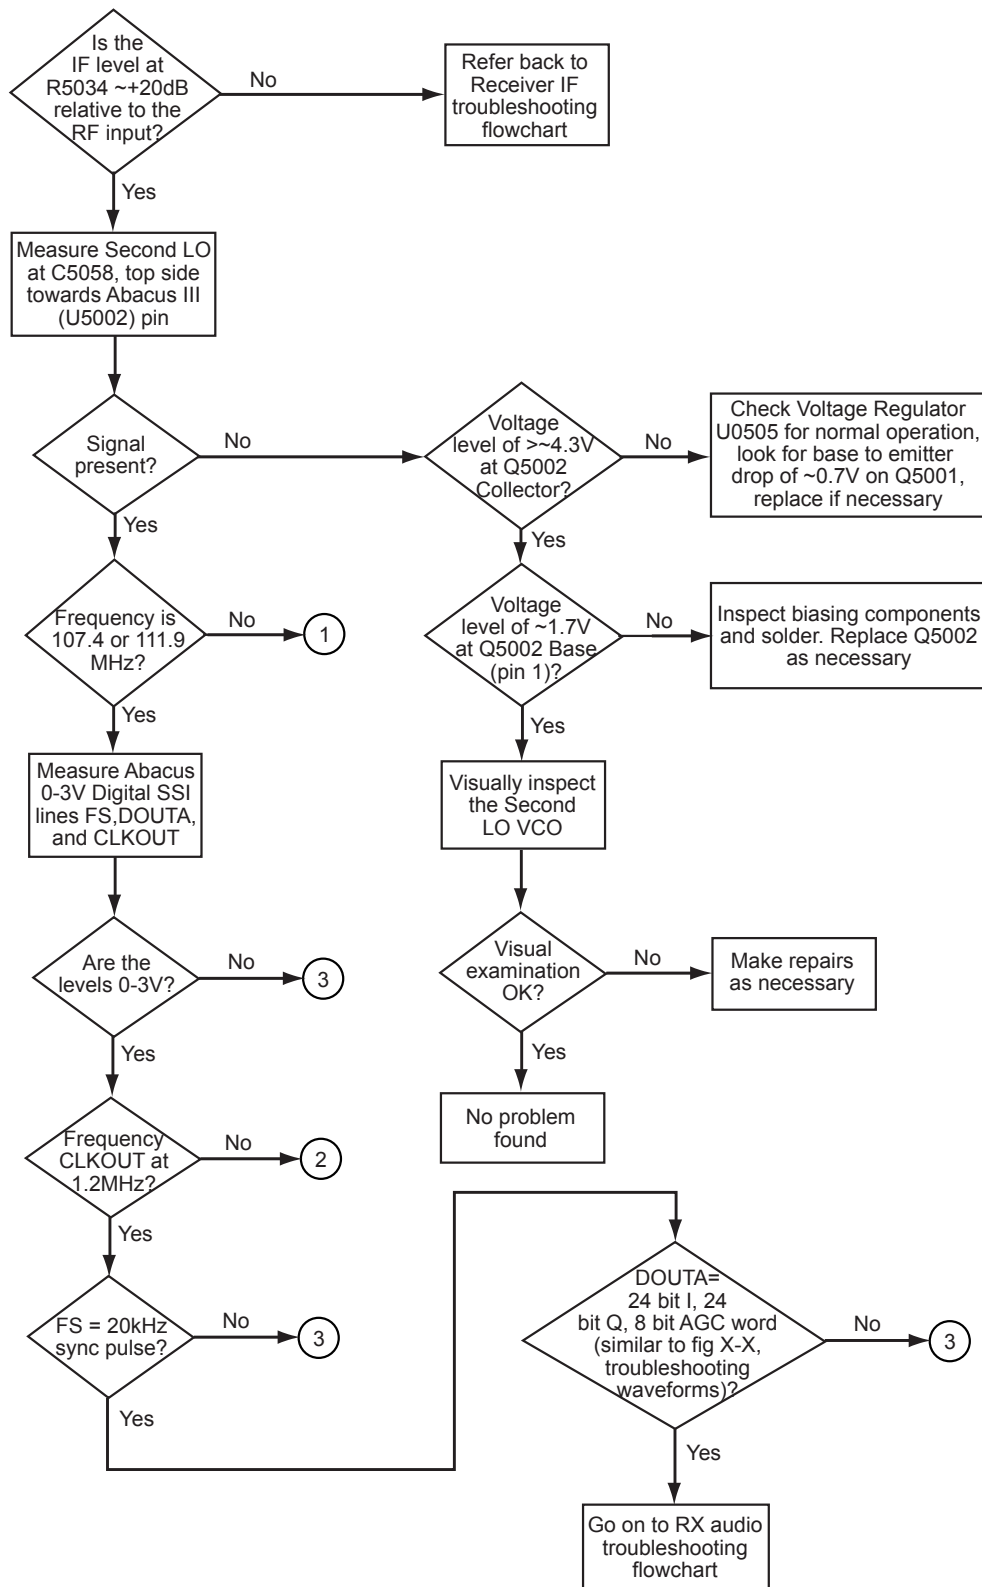 Is the
IF level at
R5034 ~+20dB
relative to the
RF input?
No
Refer back to
Receiver IF
troubleshooting
flowchart
Yes
Measure Second LO
at C5058, top side
towards Abacus III
(U5002) pin
Signal
present?
No
Voltage
level of >~4.3V
at Q5002
Collector?
No
Check Voltage Regulator
U0505 for normal operation,
look for base to emitter
drop of ~0.7V on Q5001,
replace if necessary
Yes
Yes
Frequency is
107.4 or 111.9
MHz?
No
1
Voltage
level of ~1.7V
at Q5002 Base
(pin 1)?
No
Inspect biasing components
and solder. Replace Q5002
as necessary
Yes
Yes
Measure Abacus
0-3V Digital SSI
lines FS,DOUTA,
and CLKOUT
Visually inspect
the Second
LO VCO
Are the
levels 0-3V?
No
3
Visual
examination
OK?
No
Make repairs
as necessary
Yes
Yes
Frequency
CLKOUT at
1.2MHz?
No
2
No problem
found
Yes
FS = 20kHz
sync pulse?
No
3
DOUTA=
24 bit I, 24
bit Q, 8 bit AGC word
(similar to fig X-X,
troubleshooting
waveforms)?
No
3
Yes
Yes
Go on to RX audio
troubleshooting
flowchart